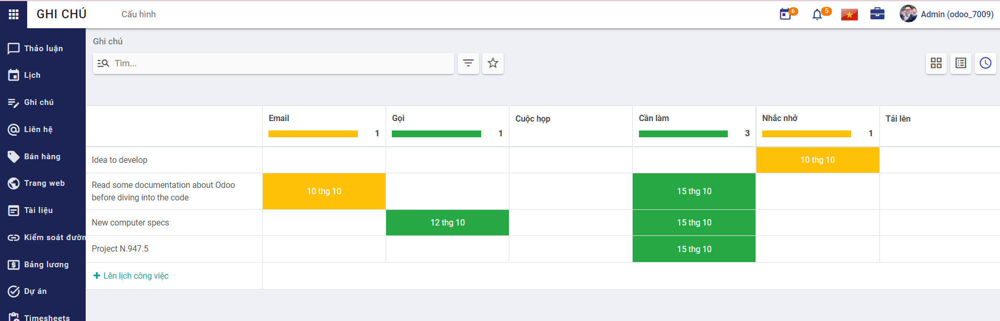 GHI CHÚ
Cấu hình
6
5
Admin (odoo_7009)
Thảo luận
Lịch
Ghi chú
Liên hệ
Bán hàng
Trang web
Tài liệu
Kiểm soát đườn
Bảng lương
Dự án
Timesheets
Ghi chú
Tìm...
Email
1
Gọi
1
Cuộc họp
Cần làm
3
Nhắc nhở
1
Tải lên
Idea to develop
10 thg 10
Read some documentation about Odoo
before diving into the code
10 thg 10
15 thg 10
New computer specs
12 thg 10
15 thg 10
Project N.947.5
15 thg 10
Lên lịch công việc